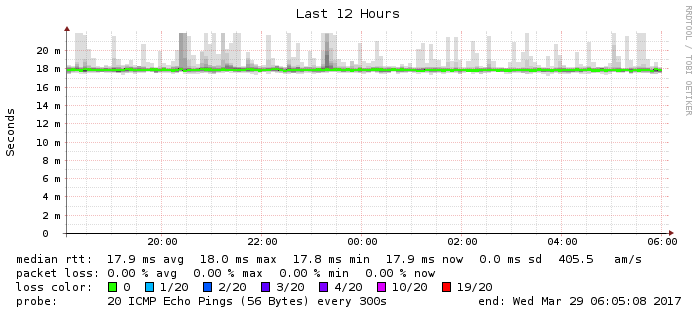 Last 12 Hours
RRDTOOL / TOBI OETIKER
Seconds
20 m
18 m
16 m
14 m
12 m
10 m
8 m
6 m
4 m
2 m
0
20:00 22:00 00:00 02:00 04:00 06:00
median rtt: 17.9 ms avg 18.0 ms max 17.8 ms min 17.9 ms now 0.0 ms sd 405.5 am/s
packet loss: 0.00 % avg 0.00 % max 0.00 % min 0.00 % now
loss color: 0 1/20 2/20 3/20 4/20 10/20 19/20
probe: 20 ICMP Echo Pings (56 Bytes) every 300s end: Wed Mar 29 06:05:08 2017